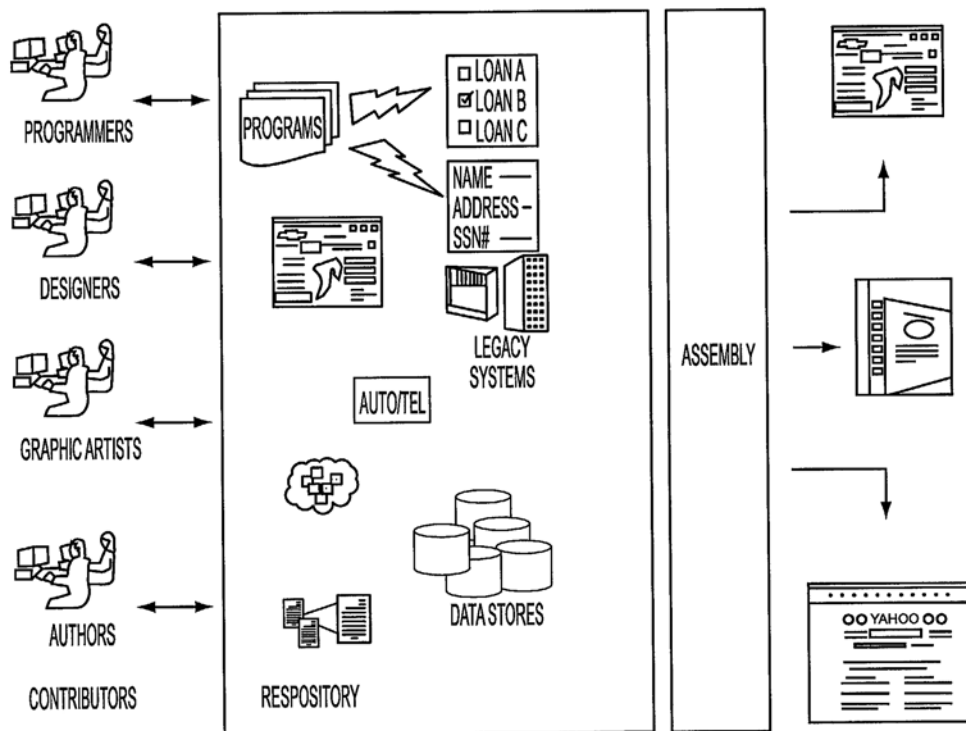 PROGRAMMERS
DESIGNERS
GRAPHIC ARTISTS
AUTHORS
CONTRIBUTORS
PROGRAMS
LOAN A
LOAN B
LOAN C
NAME
ADDRESS
SSN#
LEGACY
SYSTEMS
AUTO/TEL
DATA STORES
RESPOSITORY
ASSEMBLY
YAHOO